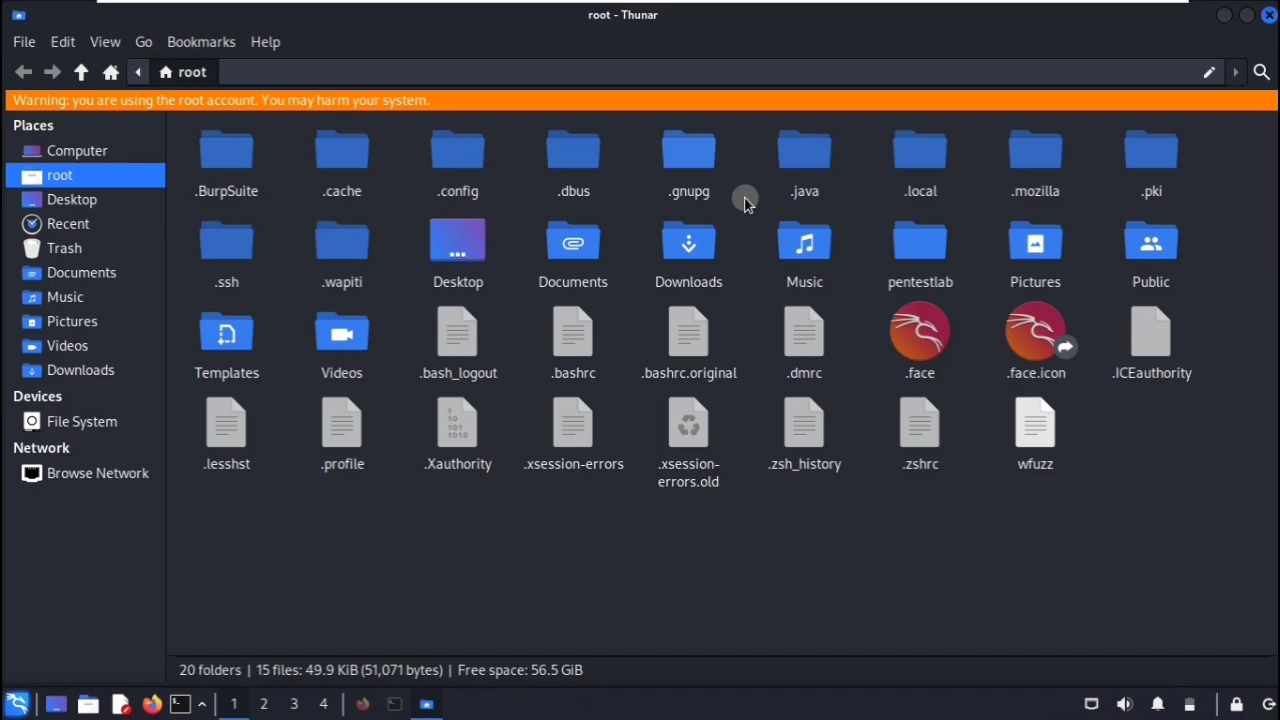 root - Thunar
File Edit View Go Bookmarks Help
root
Warning: you are using the root account. You may harm your system.
Places
Computer
root
Desktop
Recent
Trash
Documents
Music
Pictures
Videos
Downloads
Devices
File System
Network
Browse Network
.BurpSuite .cache .config .dbus .gnupg .java .local .mozilla .pki
.ssh .wapiti Desktop Documents Downloads Music pentestlab Pictures Public
Templates Videos .bash_logout .bashrc .bashrc.original .dmrc .face .face.icon .ICEauthority
.lesshst .profile .Xauthority .xsession-errors .xsession-errors.old .zsh_history .zshrc wfuzz
20 folders | 15 files: 49.9 KiB (51,071 bytes) | Free space: 56.5 GiB
1 2 3 4